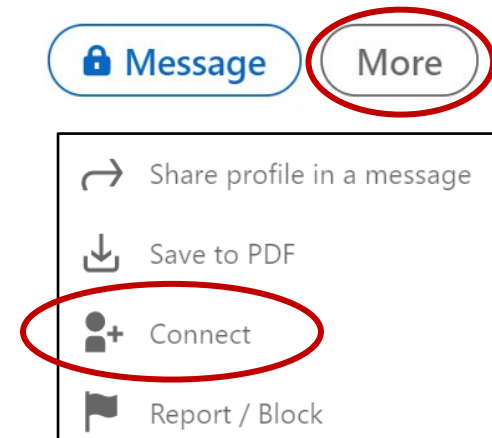 Message More
Share profile in a message
Save to PDF
Connect
Report / Block